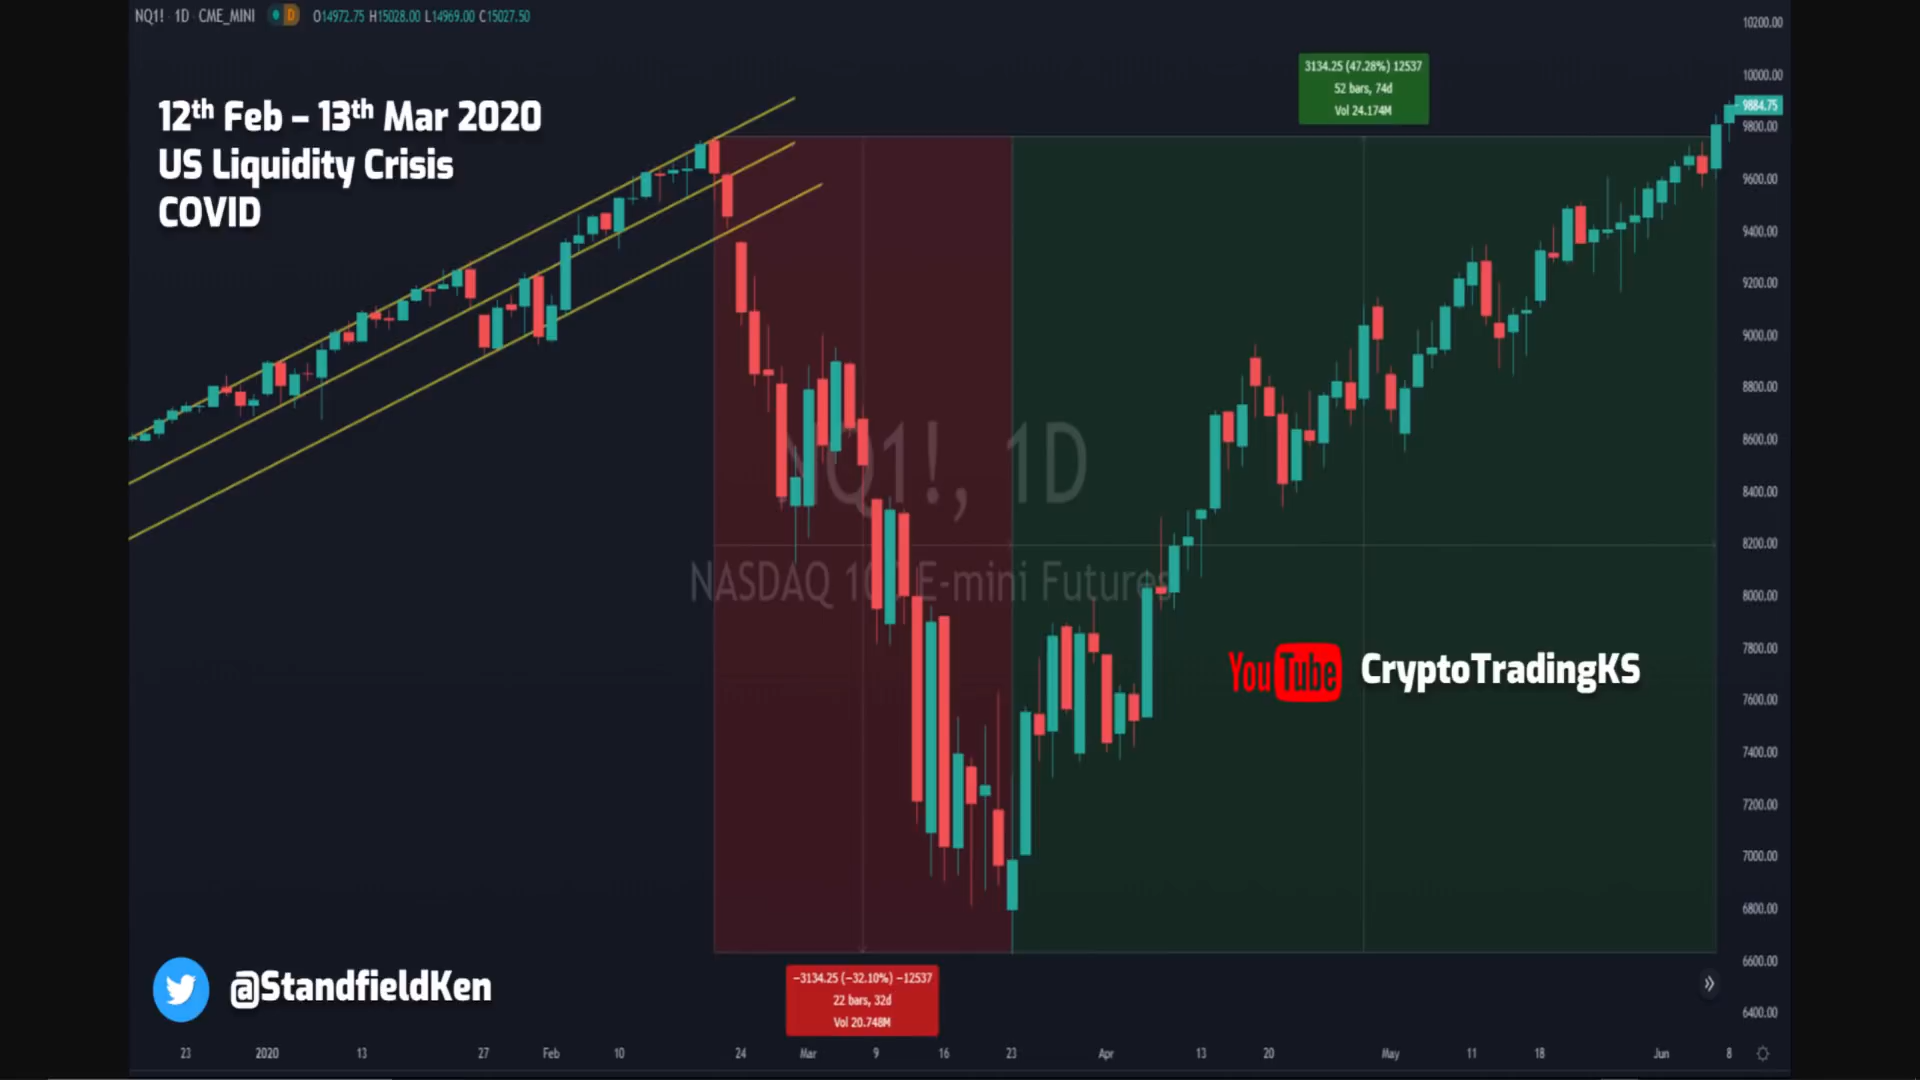 NQ1! 1D CME_MINI D O14972.75 H15028.00 L14969.00 C15027.50
12th Feb – 13th Mar 2020
US Liquidity Crisis
COVID
3134.25 (47.28%) 12537
52 bars, 74d
Vol 24.174M
NQ1!, 1D
NASDAQ 100 E-mini Futures
YouTube CryptoTradingKS
@StandfieldKen
−3134.25 (−32.10%) −12537
22 bars, 32d
Vol 20.748M
10200.00
10000.00
9884.75
9800.00
9600.00
9400.00
9200.00
9000.00
8800.00
8600.00
8400.00
8200.00
8000.00
7800.00
7600.00
7400.00
7200.00
7000.00
6800.00
6600.00
6400.00
23 2020 13 27 Feb 10 24 Mar 9 16 23 Apr 13 20 May 11 18 Jun 8